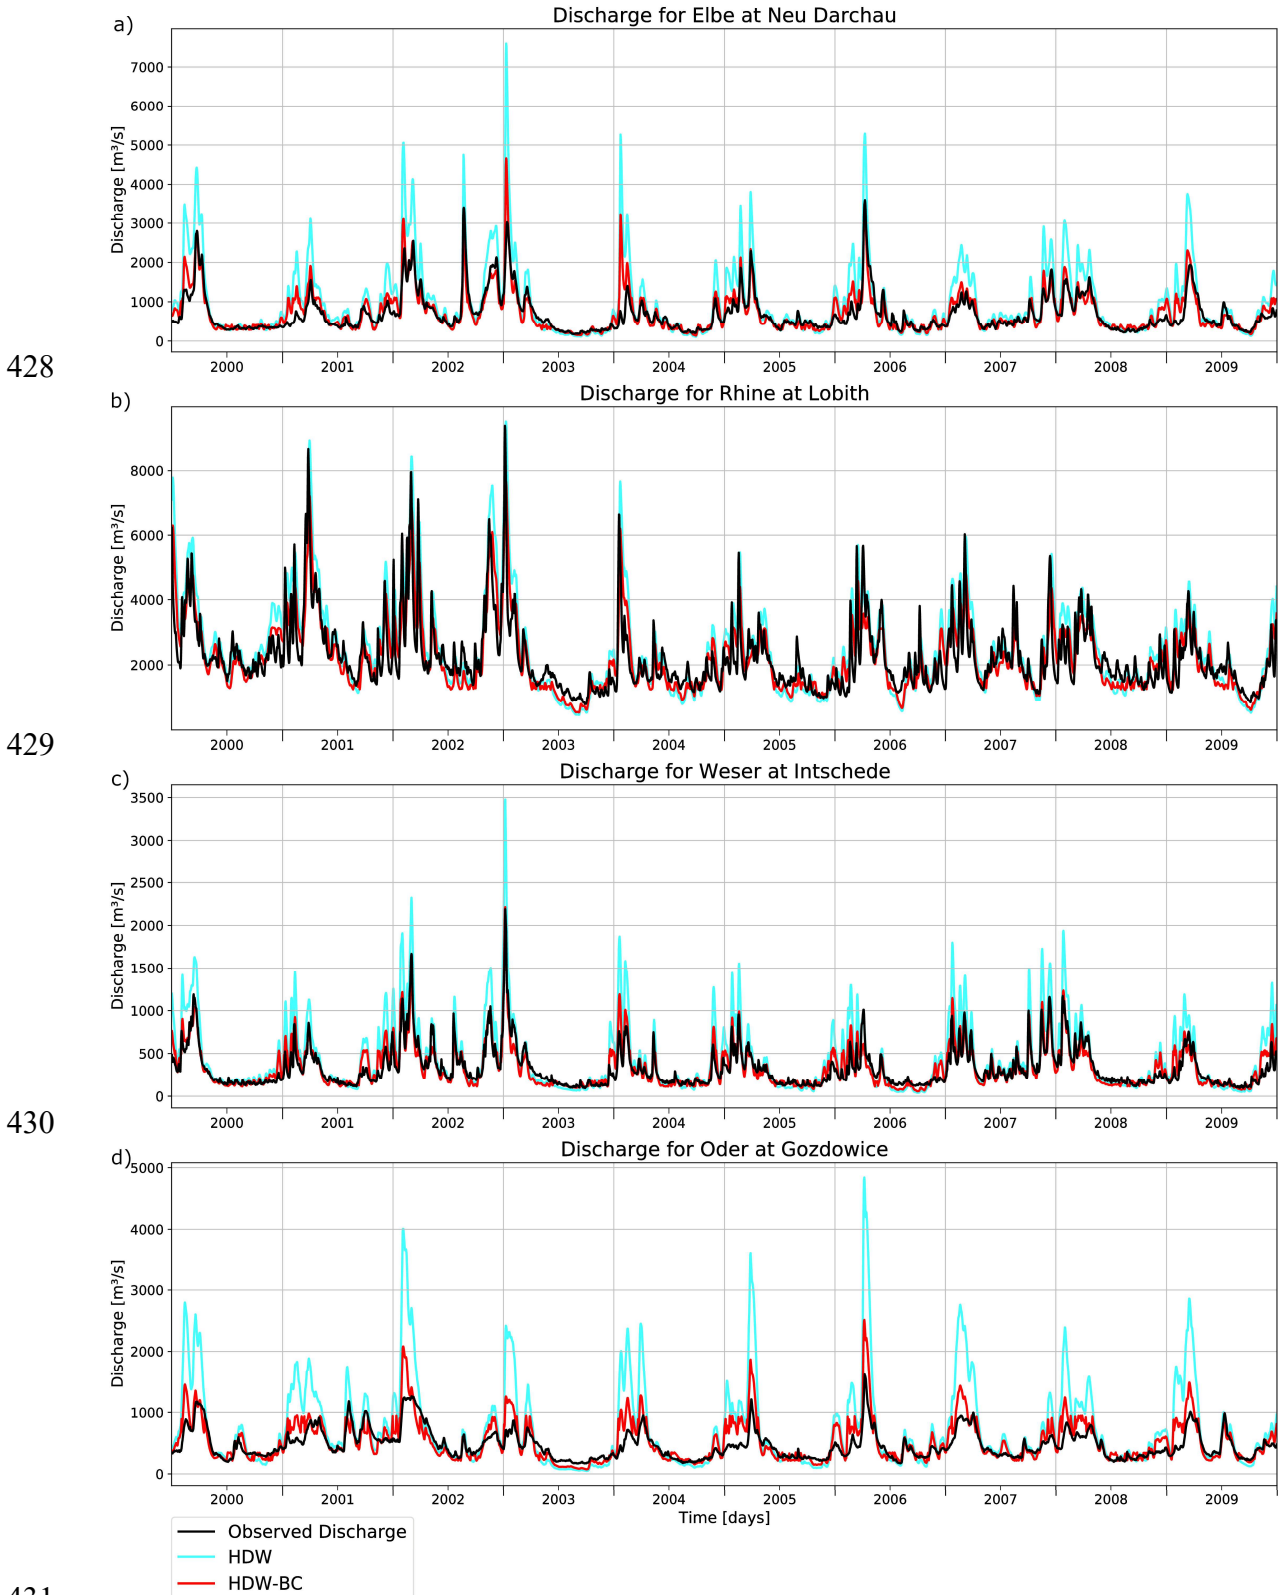 a)
Discharge for Elbe at Neu Darchau
Discharge [m³/s]
7000
6000
5000
4000
3000
2000
1000
0
2000 2001 2002 2003 2004 2005 2006 2007 2008 2009
428
b)
Discharge for Rhine at Lobith
Discharge [m³/s]
8000
6000
4000
2000
2000 2001 2002 2003 2004 2005 2006 2007 2008 2009
429
c)
Discharge for Weser at Intschede
Discharge [m³/s]
3500
3000
2500
2000
1500
1000
500
0
2000 2001 2002 2003 2004 2005 2006 2007 2008 2009
430
d)
Discharge for Oder at Gozdowice
Discharge [m³/s]
5000
4000
3000
2000
1000
0
2000 2001 2002 2003 2004 2005 2006 2007 2008 2009
Time [days]
Observed Discharge
HDW
HDW-BC